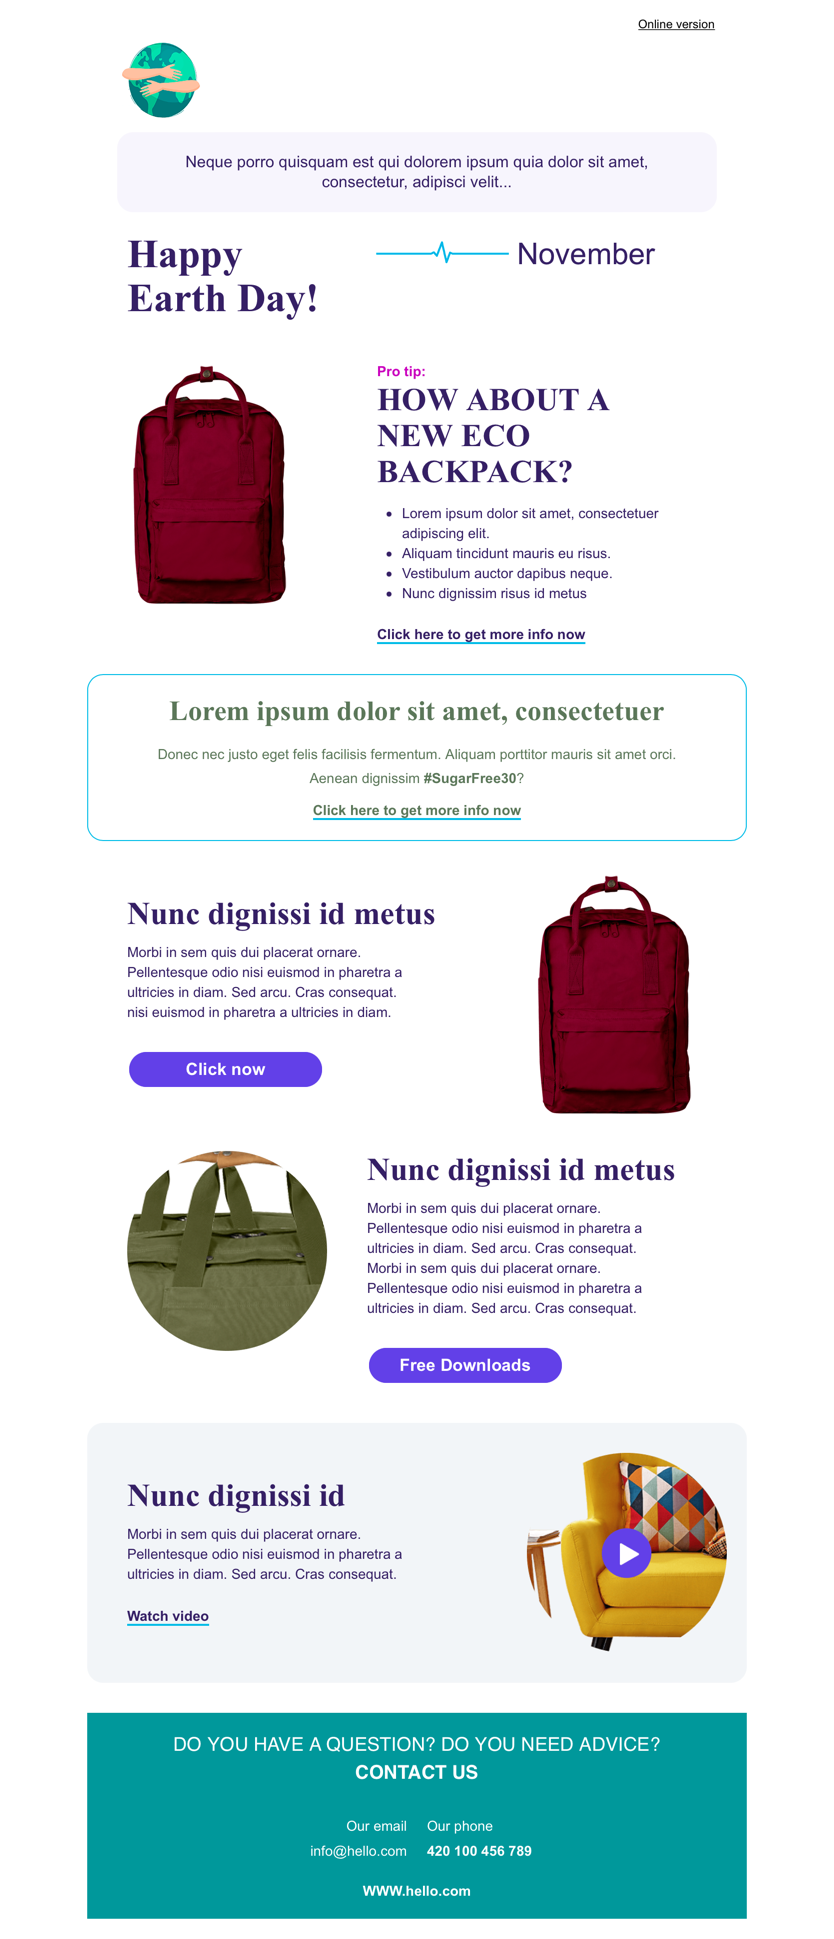 Online version
Neque porro quisquam est qui dolorem ipsum quia dolor sit amet,
consectetur, adipisci velit...
Happy
Earth Day!
November
Pro tip:
HOW ABOUT A
NEW ECO
BACKPACK?
Lorem ipsum dolor sit amet, consectetuer
adipiscing elit.
Aliquam tincidunt mauris eu risus.
Vestibulum auctor dapibus neque.
Nunc dignissim risus id metus
Click here to get more info now
Lorem ipsum dolor sit amet, consectetuer
Donec nec justo eget felis facilisis fermentum. Aliquam porttitor mauris sit amet orci.
Aenean dignissim #SugarFree30?
Click here to get more info now
Nunc dignissi id metus
Morbi in sem quis dui placerat ornare.
Pellentesque odio nisi euismod in pharetra a
ultricies in diam. Sed arcu. Cras consequat.
nisi euismod in pharetra a ultricies in diam.
Click now
Nunc dignissi id metus
Morbi in sem quis dui placerat ornare.
Pellentesque odio nisi euismod in pharetra a
ultricies in diam. Sed arcu. Cras consequat.
Morbi in sem quis dui placerat ornare.
Pellentesque odio nisi euismod in pharetra a
ultricies in diam. Sed arcu. Cras consequat.
Free Downloads
Nunc dignissi id
Morbi in sem quis dui placerat ornare.
Pellentesque odio nisi euismod in pharetra a
ultricies in diam. Sed arcu. Cras consequat.
Watch video
DO YOU HAVE A QUESTION? DO YOU NEED ADVICE?
CONTACT US
Our email
info@hello.com
Our phone
420 100 456 789
WWW.hello.com